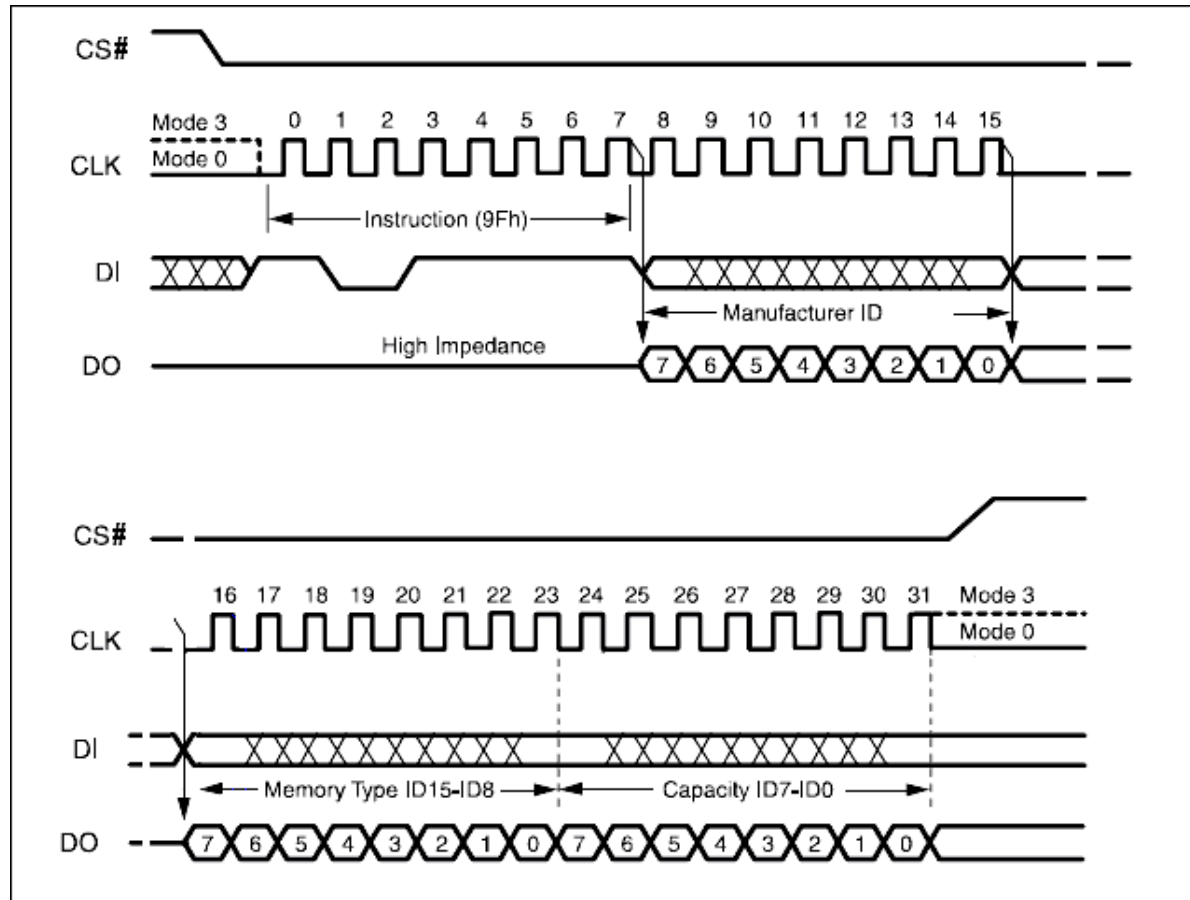 CS#
0 1 2 3 4 5 6 7 8 9 10 11 12 13 14 15
Mode 3
CLK Mode 0
Instruction (9Fh)
DI
Manufacturer ID
High Impedance
DO 7 6 5 4 3 2 1 0
CS#
16 17 18 19 20 21 22 23 24 25 26 27 28 29 30 31 Mode 3
CLK Mode 0
DI
Memory Type ID15-ID8 Capacity ID7-ID0
DO 7 6 5 4 3 2 1 0 7 6 5 4 3 2 1 0